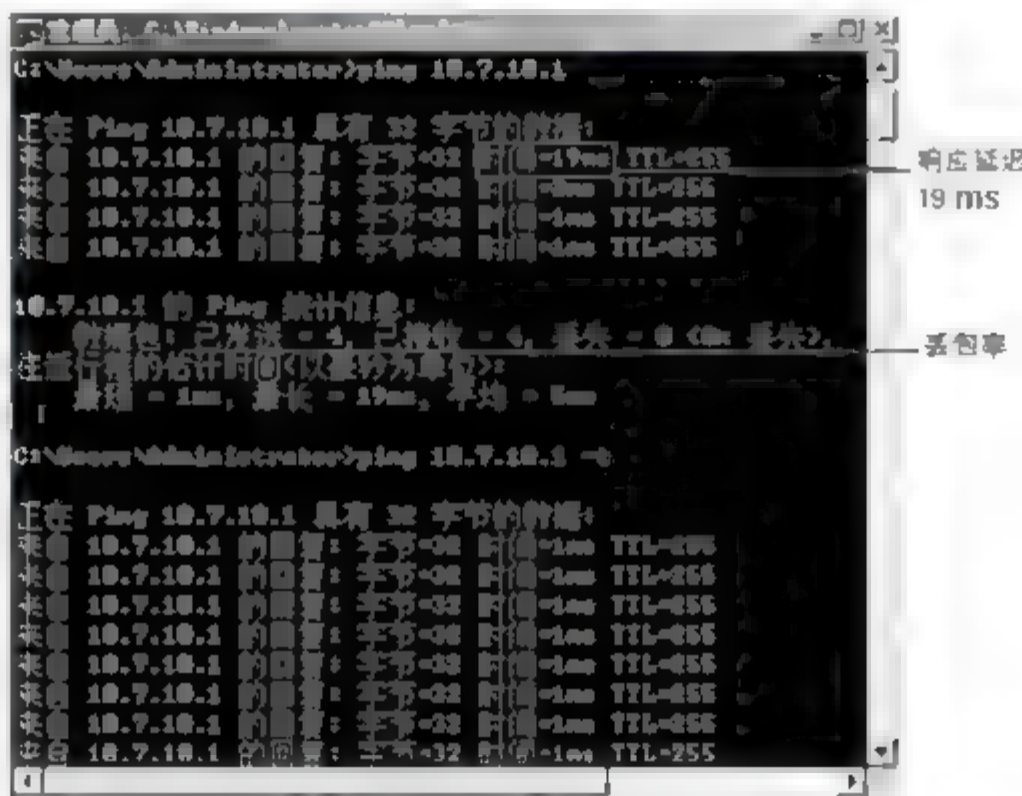 C:\Users\Administrator>ping 10.7.10.1
正在 Ping 10.7.10.1 具有 32 字节的数据:
来自 10.7.10.1 的回复: 字节=32 时间=19ms TTL=255
来自 10.7.10.1 的回复: 字节=32 时间= TTL=255
来自 10.7.10.1 的回复: 字节=32 时间=1ms TTL=255
来自 10.7.10.1 的回复: 字节=32 时间=1ms TTL=255
响应延迟
19 ms
10.7.10.1 的 Ping 统计信息:
数据包: 已发送 = 4, 已接收 = 4, 丢失 = 0 <0% 丢失>,
丢包率
往返行程的估计时间<以毫秒为单位>:
最短 = 1ms, 最长 = 19ms, 平均 =
C:\Users\Administrator>ping 10.7.10.1 -t
正在 Ping 10.7.10.1 具有 32 字节的数据:
来自 10.7.10.1 的回复: 字节=32 时间=1ms TTL=255
来自 10.7.10.1 的回复: 字节=32 时间=1ms TTL=255
来自 10.7.10.1 的回复: 字节=32 时间=1ms TTL=255
来自 10.7.10.1 的回复: 字节=32 时间=1ms TTL=255
来自 10.7.10.1 的回复: 字节=32 时间=1ms TTL=255
来自 10.7.10.1 的回复: 字节=32 时间=1ms TTL=255
来自 10.7.10.1 的回复: 字节=32 时间=1ms TTL=255
来自 10.7.10.1 的回复: 字节=32 时间=1ms TTL=255